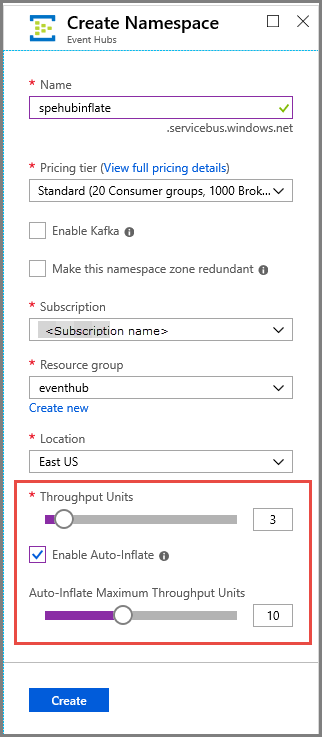 Create Namespace
Event Hubs
* Name
spehubinflate
.servicebus.windows.net
* Pricing tier (View full pricing details)
Standard (20 Consumer groups, 1000 Brok...
Enable Kafka
Make this namespace zone redundant
* Subscription
<Subscription name>
* Resource group
eventhub
Create new
* Location
East US
* Throughput Units
3
Enable Auto-Inflate
Auto-Inflate Maximum Throughput Units
10
Create